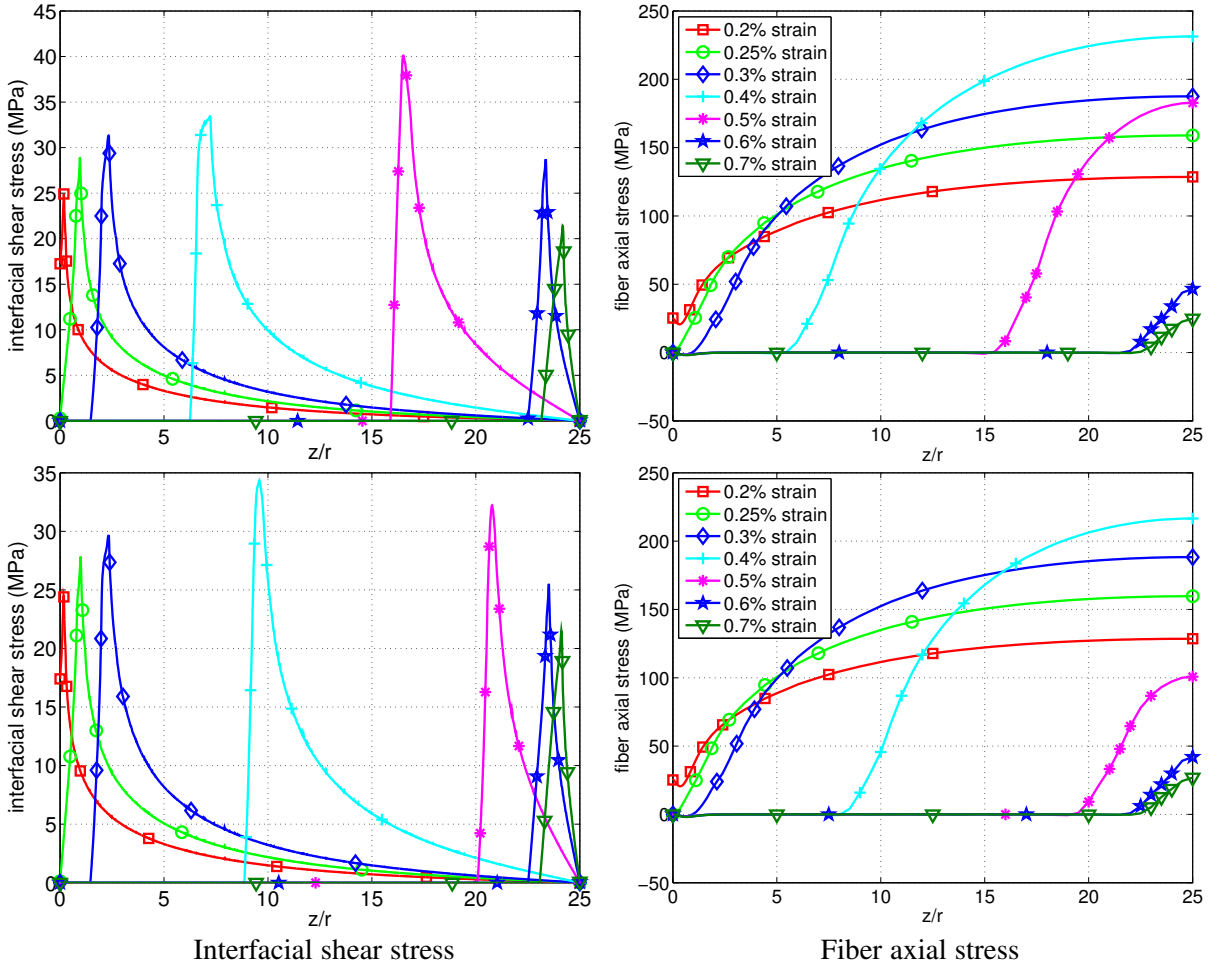 45
40
35
30
25
20
15
10
5
0
interfacial shear stress (MPa)
0 5 10 15 20 25
z/r
250
200
150
100
50
0
−50
fiber axial stress (MPa)
0.2% strain
0.25% strain
0.3% strain
0.4% strain
0.5% strain
0.6% strain
0.7% strain
0 5 10 15 20 25
z/r
35
30
25
20
15
10
5
0
interfacial shear stress (MPa)
0 5 10 15 20 25
z/r
250
200
150
100
50
0
−50
fiber axial stress (MPa)
0.2% strain
0.25% strain
0.3% strain
0.4% strain
0.5% strain
0.6% strain
0.7% strain
0 5 10 15 20 25
z/r
Interfacial shear stress
Fiber axial stress